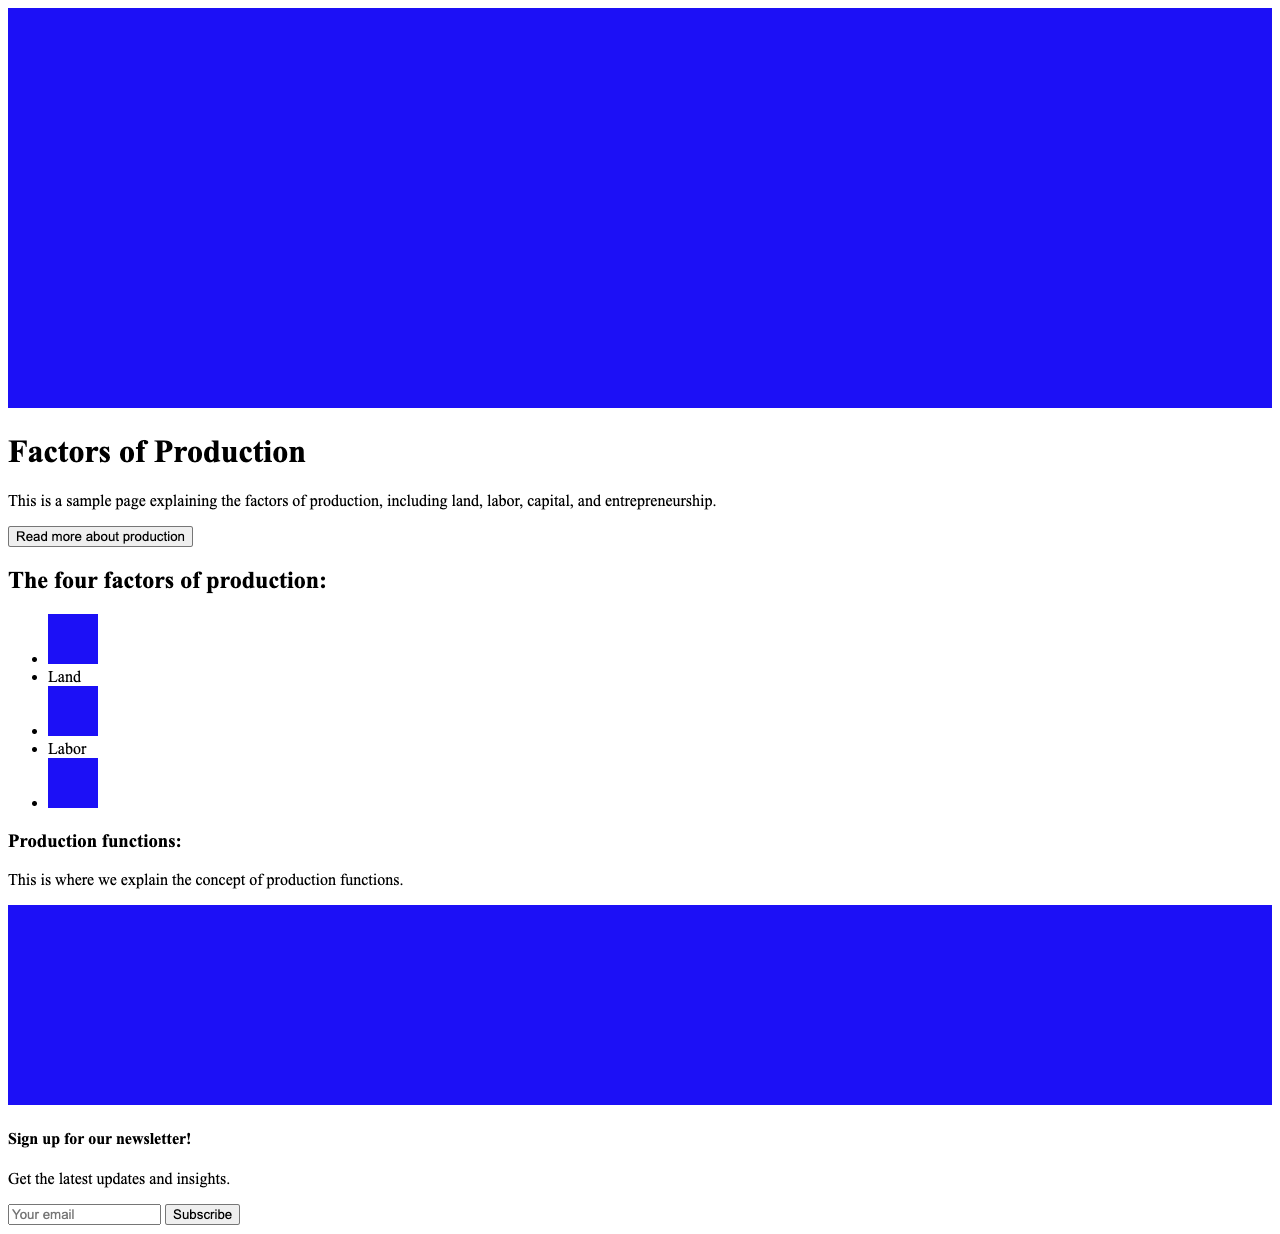 Factors of Production
This is a sample page explaining the factors of production, including land, labor, capital, and entrepreneurship.
Read more about production
The four factors of production:
Land
Labor
Production functions:
This is where we explain the concept of production functions.
Sign up for our newsletter!
Get the latest updates and insights.
Your email Subscribe